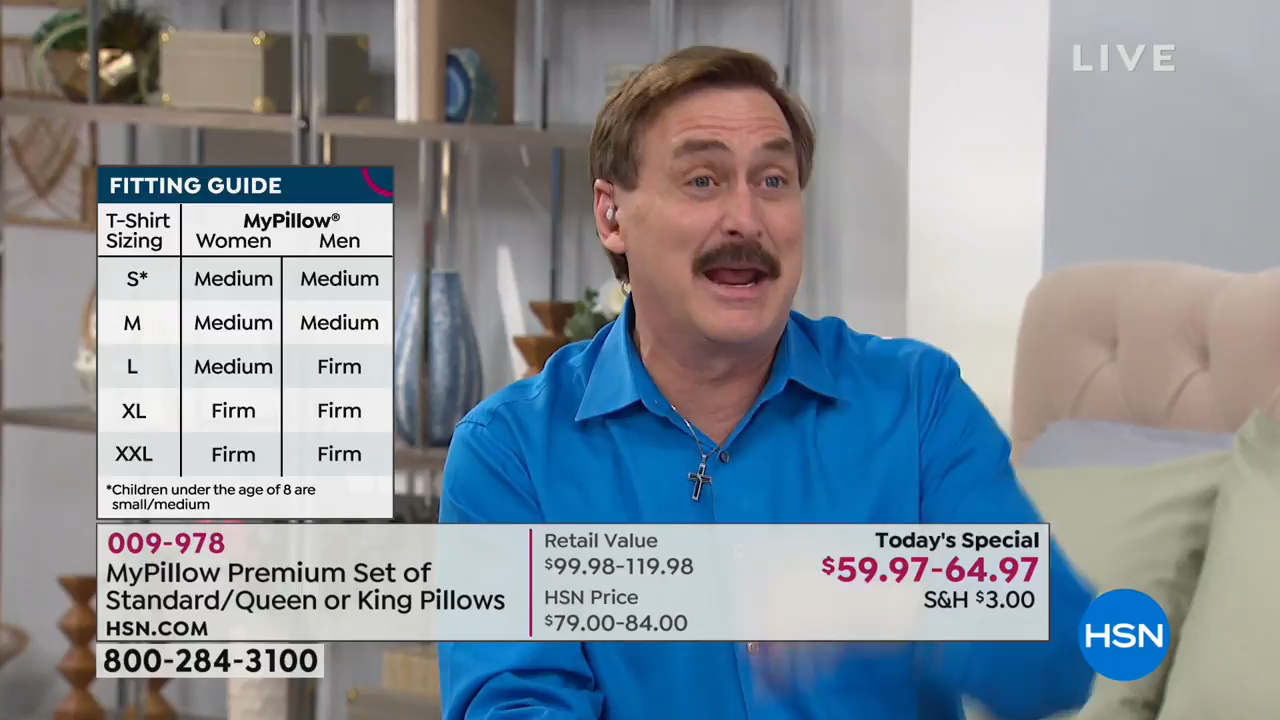 LIVE
FITTING GUIDE
T-Shirt Sizing
MyPillow®
Women Men
S* Medium Medium
M Medium Medium
L Medium Firm
XL Firm Firm
XXL Firm Firm
*Children under the age of 8 are
small/medium
009-978
MyPillow Premium Set of
Standard/Queen or King Pillows
HSN.COM
Retail Value
$99.98-119.98
HSN Price
$79.00-84.00
Today's Special
$59.97-64.97
S&H $3.00
800-284-3100
HSN